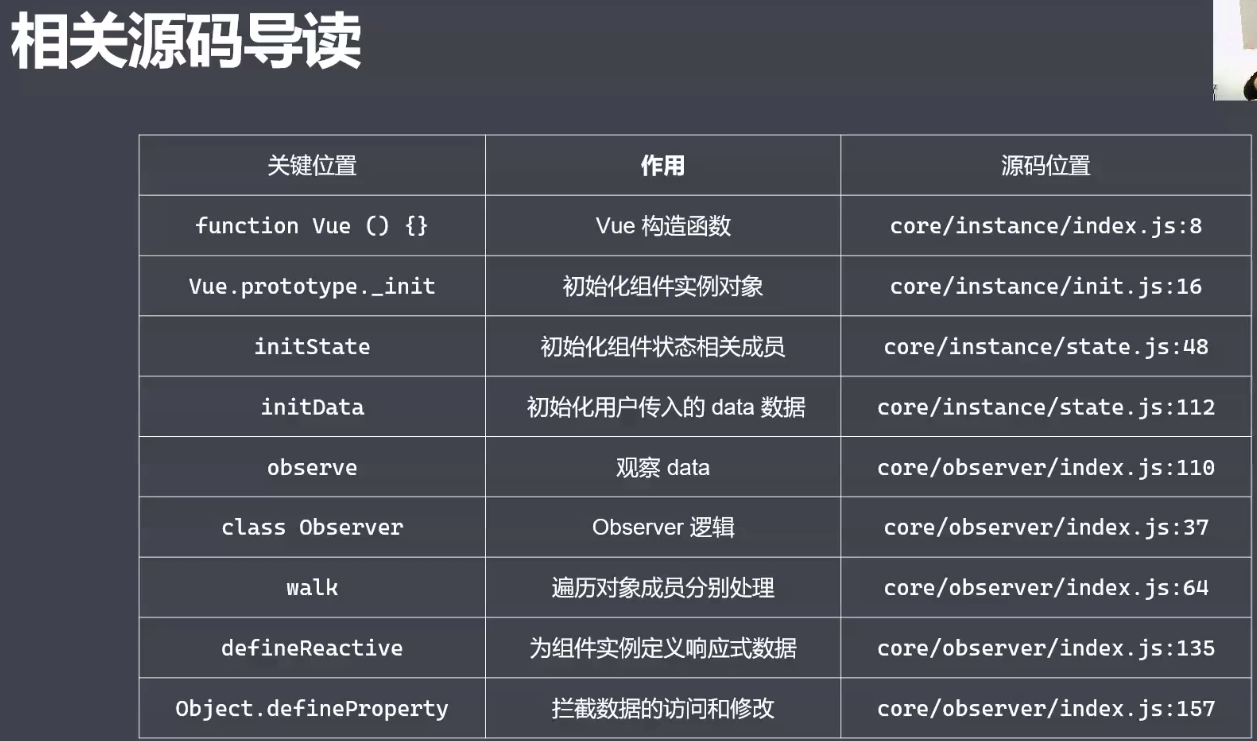 相关源码导读
关键位置 作用 源码位置
function Vue () {} Vue 构造函数 core/instance/index.js:8
Vue.prototype._init 初始化组件实例对象 core/instance/init.js:16
initState 初始化组件状态相关成员 core/instance/state.js:48
initData 初始化用户传入的 data 数据 core/instance/state.js:112
observe 观察 data core/observer/index.js:110
class Observer Observer 逻辑 core/observer/index.js:37
walk 遍历对象成员分别处理 core/observer/index.js:64
defineReactive 为组件实例定义响应式数据 core/observer/index.js:135
Object.defineProperty 拦截数据的访问和修改 core/observer/index.js:157